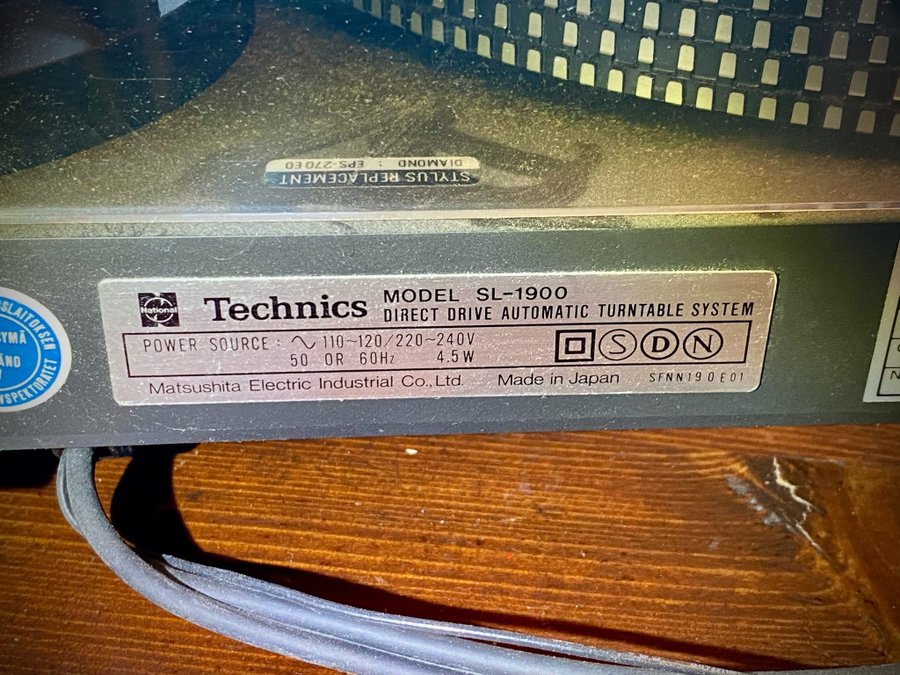 STYLUS REPLACEMENT
DIAMOND : EPS-270ED
National
Technics
MODEL SL-1900
DIRECT DRIVE AUTOMATIC TURNTABLE SYSTEM
POWER SOURCE : ∿ 110~120/220~240V
50 OR 60Hz 4.5W
S D N
Matsushita Electric Industrial Co., Ltd. Made in Japan SFNN190E01